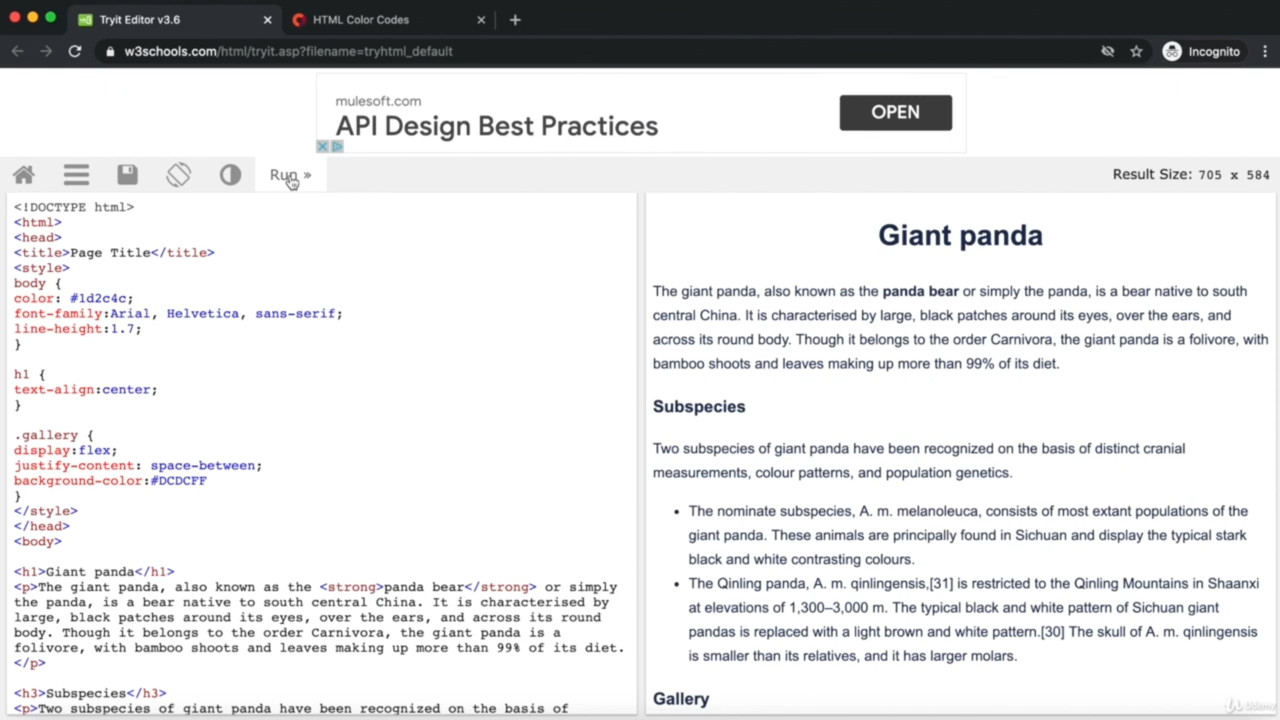 Tryit Editor v3.6
HTML Color Codes
w3schools.com/html/tryit.asp?filename=tryhtml_default
Incognito
mulesoft.com
API Design Best Practices
OPEN
Run »
Result Size: 705 x 584
<!DOCTYPE html>
<html>
<head>
<title>Page Title</title>
<style>
body {
color: #1d2c4c;
font-family:Arial, Helvetica, sans-serif;
line-height:1.7;
}
h1 {
text-align:center;
}
.gallery {
display:flex;
justify-content: space-between;
background-color:#DCDCFF
}
</style>
</head>
<body>
<h1>Giant panda</h1>
<p>The giant panda, also known as the <strong>panda bear</strong> or simply
the panda, is a bear native to south central China. It is characterised by
large, black patches around its eyes, over the ears, and across its round
body. Though it belongs to the order Carnivora, the giant panda is a
folivore, with bamboo shoots and leaves making up more than 99% of its diet.
</p>
<h3>Subspecies</h3>
<p>Two subspecies of giant panda have been recognized on the basis of
Giant panda
The giant panda, also known as the panda bear or simply the panda, is a bear native to south
central China. It is characterised by large, black patches around its eyes, over the ears, and
across its round body. Though it belongs to the order Carnivora, the giant panda is a folivore, with
bamboo shoots and leaves making up more than 99% of its diet.
Subspecies
Two subspecies of giant panda have been recognized on the basis of distinct cranial
measurements, colour patterns, and population genetics.
• The nominate subspecies, A. m. melanoleuca, consists of most extant populations of the
giant panda. These animals are principally found in Sichuan and display the typical stark
black and white contrasting colours.
• The Qinling panda, A. m. qinlingensis,[31] is restricted to the Qinling Mountains in Shaanxi
at elevations of 1,300–3,000 m. The typical black and white pattern of Sichuan giant
pandas is replaced with a light brown and white pattern.[30] The skull of A. m. qinlingensis
is smaller than its relatives, and it has larger molars.
Gallery
Udemy